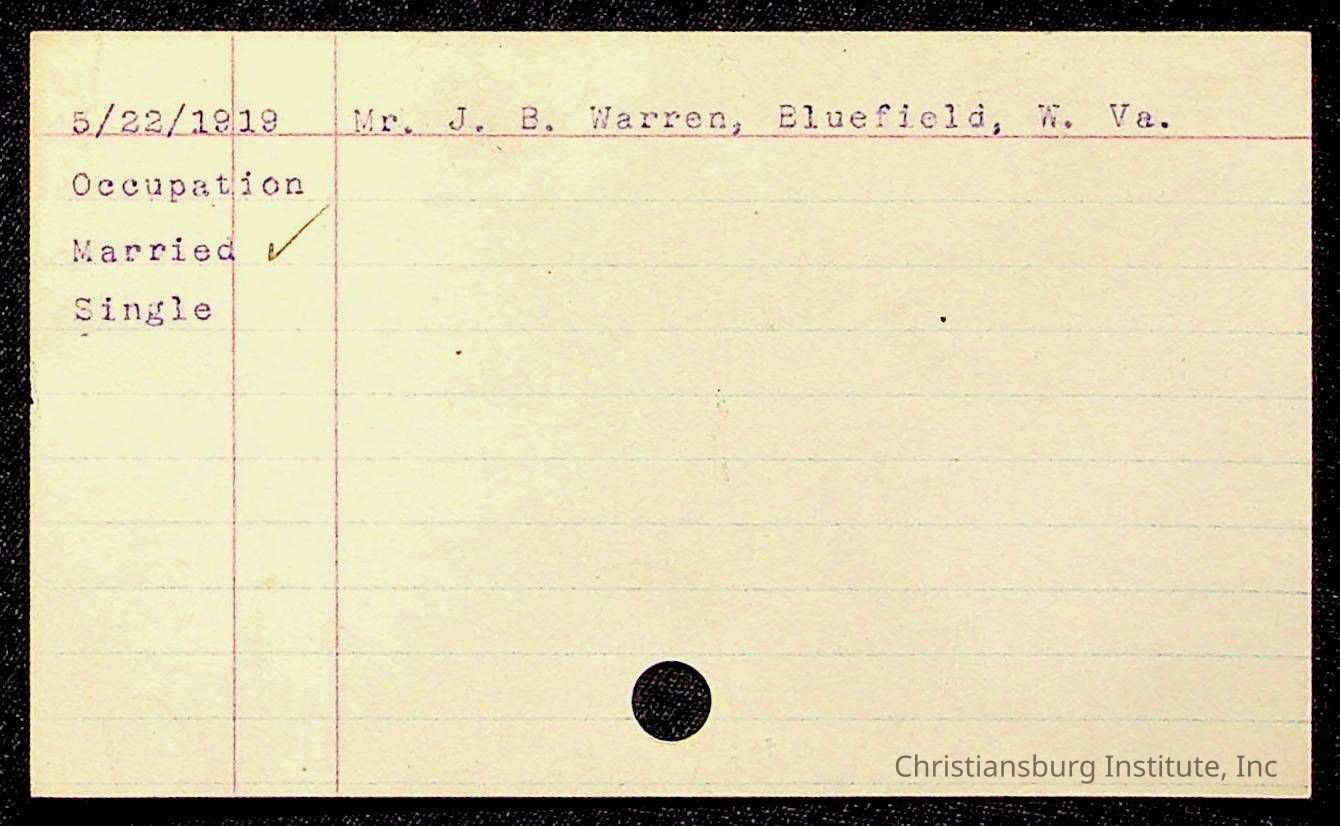 5/22/1919 Mr. J. B. Warren, Bluefield, W. Va.
Occupation
Married ✓
Single
Christiansburg Institute, Inc